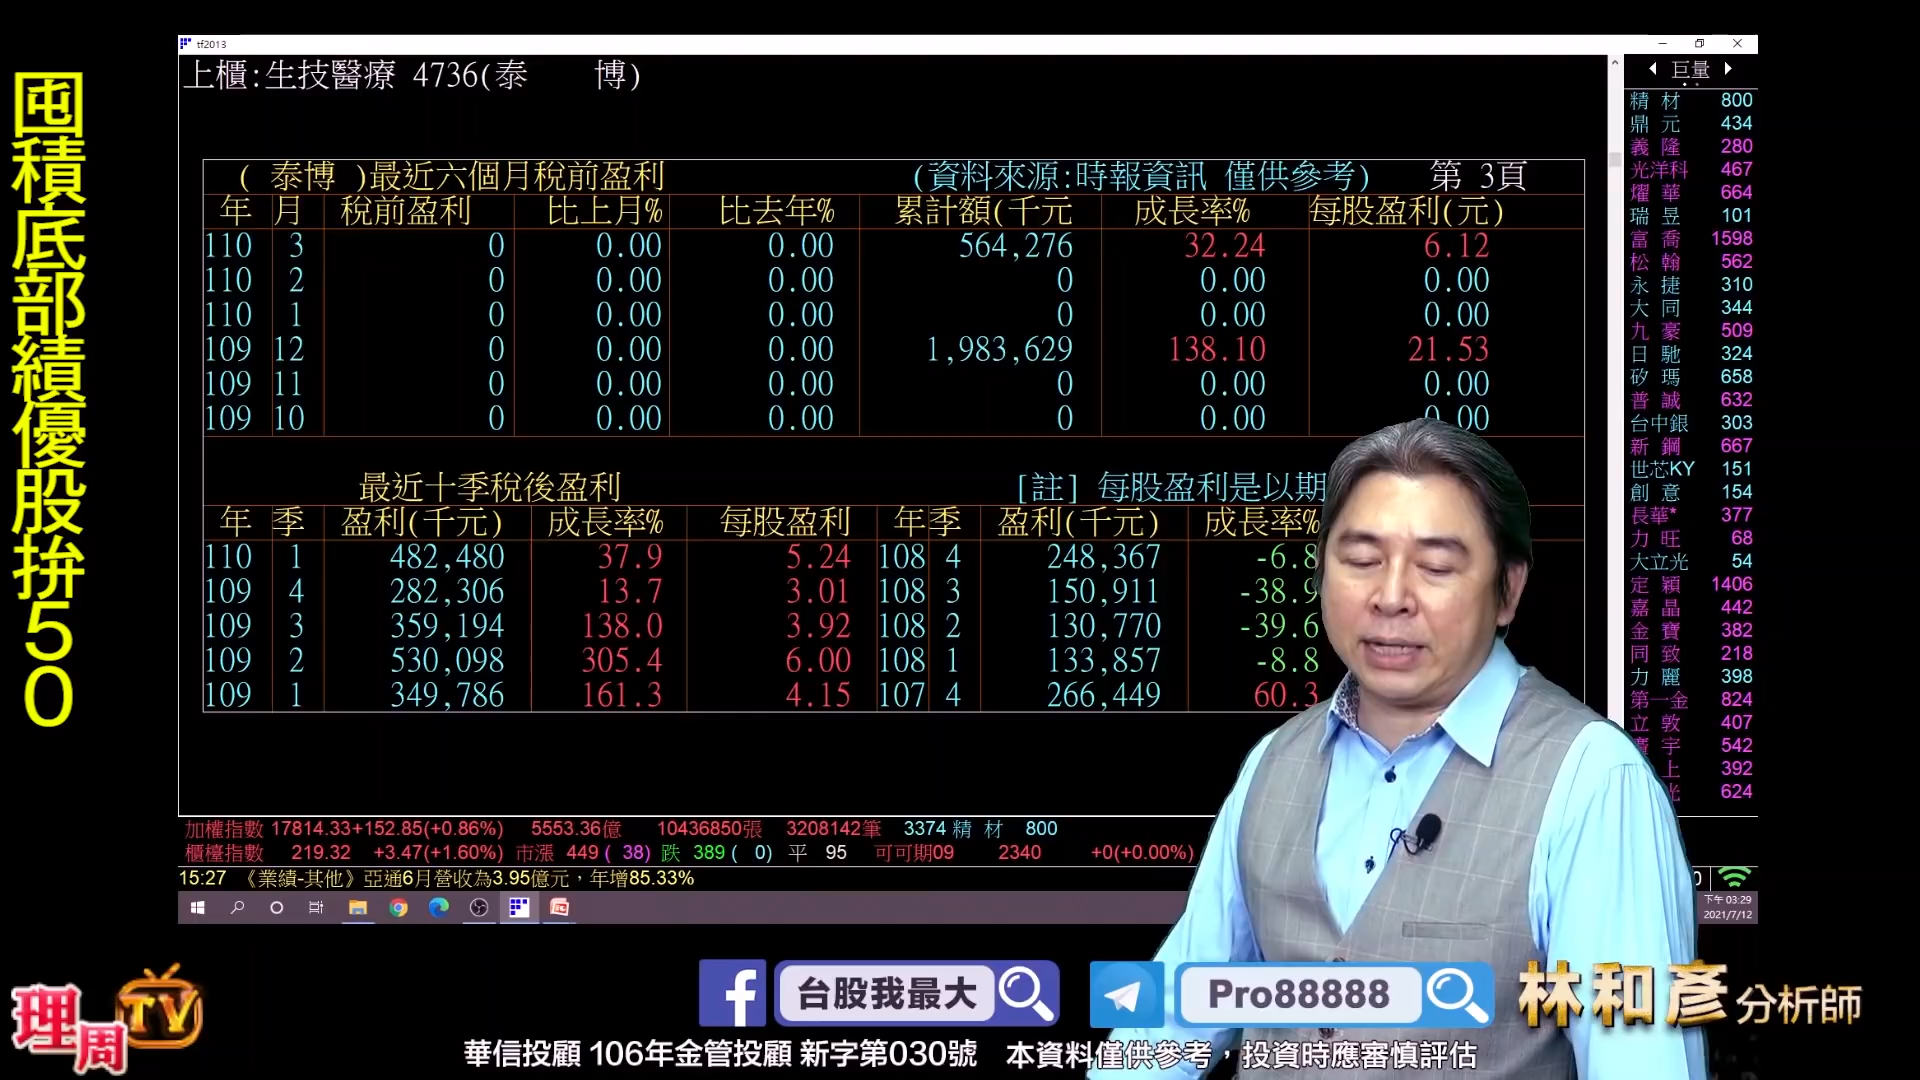 囤積底部績優股拚50
tf2013
上櫃:生技醫療 4736(泰 博)
( 泰博 )最近六個月稅前盈利 (資料來源:時報資訊 僅供參考) 第 3頁
年 月 稅前盈利 比上月% 比去年% 累計額(千元 成長率% 每股盈利(元)
110 3 0 0.00 0.00 564,276 32.24 6.12
110 2 0 0.00 0.00 0 0.00 0.00
110 1 0 0.00 0.00 0 0.00 0.00
109 12 0 0.00 0.00 1,983,629 138.10 21.53
109 11 0 0.00 0.00 0 0.00 0.00
109 10 0 0.00 0.00 0 0.00 0.00
最近十季稅後盈利 [註] 每股盈利是以期
年 季 盈利(千元) 成長率% 每股盈利 年 季 盈利(千元) 成長率%
110 1 482,480 37.9 5.24 108 4 248,367 -6.8
109 4 282,306 13.7 3.01 108 3 150,911 -38.9
109 3 359,194 138.0 3.92 108 2 130,770 -39.6
109 2 530,098 305.4 6.00 108 1 133,857 -8.8
109 1 349,786 161.3 4.15 107 4 266,449 60.3
巨量
精 材 800
鼎 元 434
義 隆 280
光洋科 467
燿 華 664
瑞 昱 101
富 喬 1598
松 翰 562
永 捷 310
大 同 344
九 豪 509
日 馳 324
矽 瑪 658
普 誠 632
台中銀 303
新 鋼 667
世芯KY 151
創 意 154
長華* 377
力 旺 68
大立光 54
定 穎 1406
嘉 晶 442
金 寶 382
同 致 218
力 麗 398
第一金 824
立 敦 407
宇 542
上 392
光 624
加權指數 17814.33+152.85(+0.86%) 5553.36億 10436850張 3208142筆 3374 精 材 800
櫃檯指數 219.32 +3.47(+1.60%) 市漲 449( 38) 跌 389( 0) 平 95 可可期09 2340 +0(+0.00%)
15:27 《業績-其他》亞通6月營收為3.95億元，年增85.33%
下午 03:29
2021/7/12
理周TV
台股我最大
Pro88888
林和彥分析師
華信投顧 106年金管投顧 新字第030號 本資料僅供參考，投資時應審慎評估